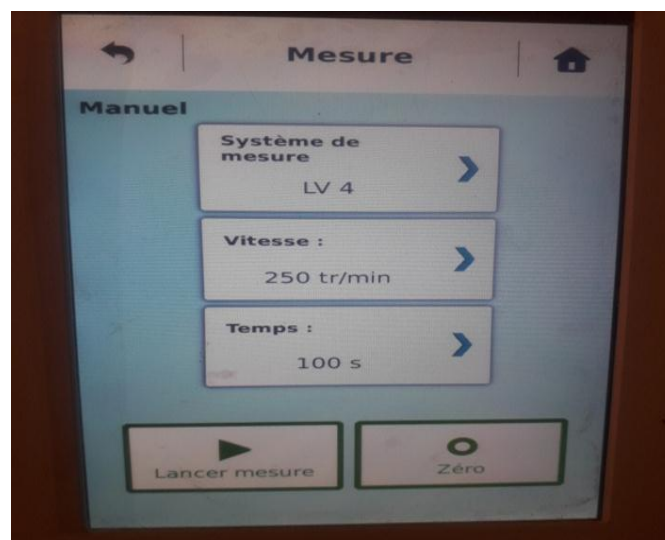 Mesure
Manuel
Système de
mesure
LV 4
Vitesse :
250 tr/min
Temps :
100 s
Lancer mesure
Zéro